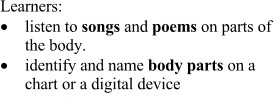 Learners:
• listen to songs and poems on parts of
the body.
• identify and name body parts on a
chart or a digital device